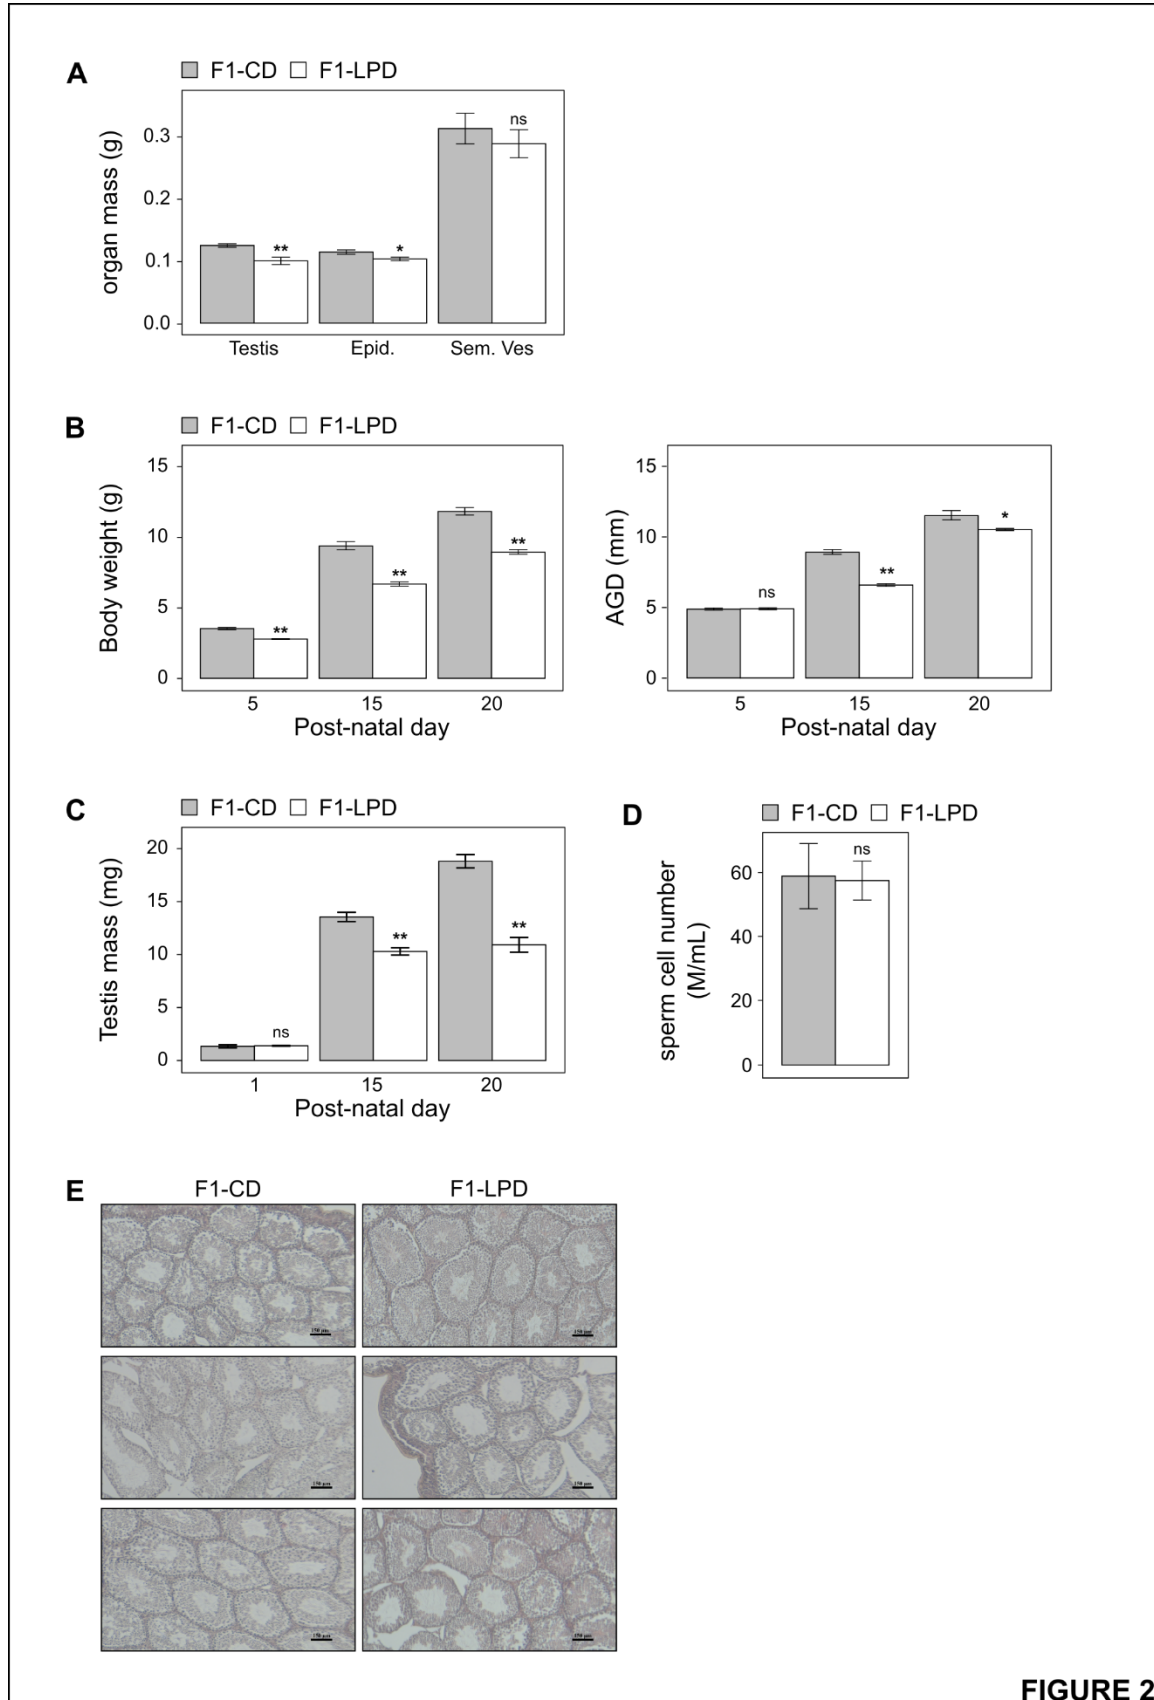 A
F1-CD F1-LPD
organ mass (g)
0.3
0.2
0.1
0.0
** * ns
Testis Epid. Sem. Ves
B
F1-CD F1-LPD
Body weight (g)
15
10
5
0
** ** **
5 15 20
Post-natal day
AGD (mm)
15
10
5
0
ns ** *
5 15 20
Post-natal day
C
F1-CD F1-LPD
Testis mass (mg)
20
15
10
5
0
ns ** **
1 15 20
Post-natal day
D
F1-CD F1-LPD
sperm cell number
(M/mL)
60
40
20
0
ns
E
F1-CD F1-LPD
FIGURE 2